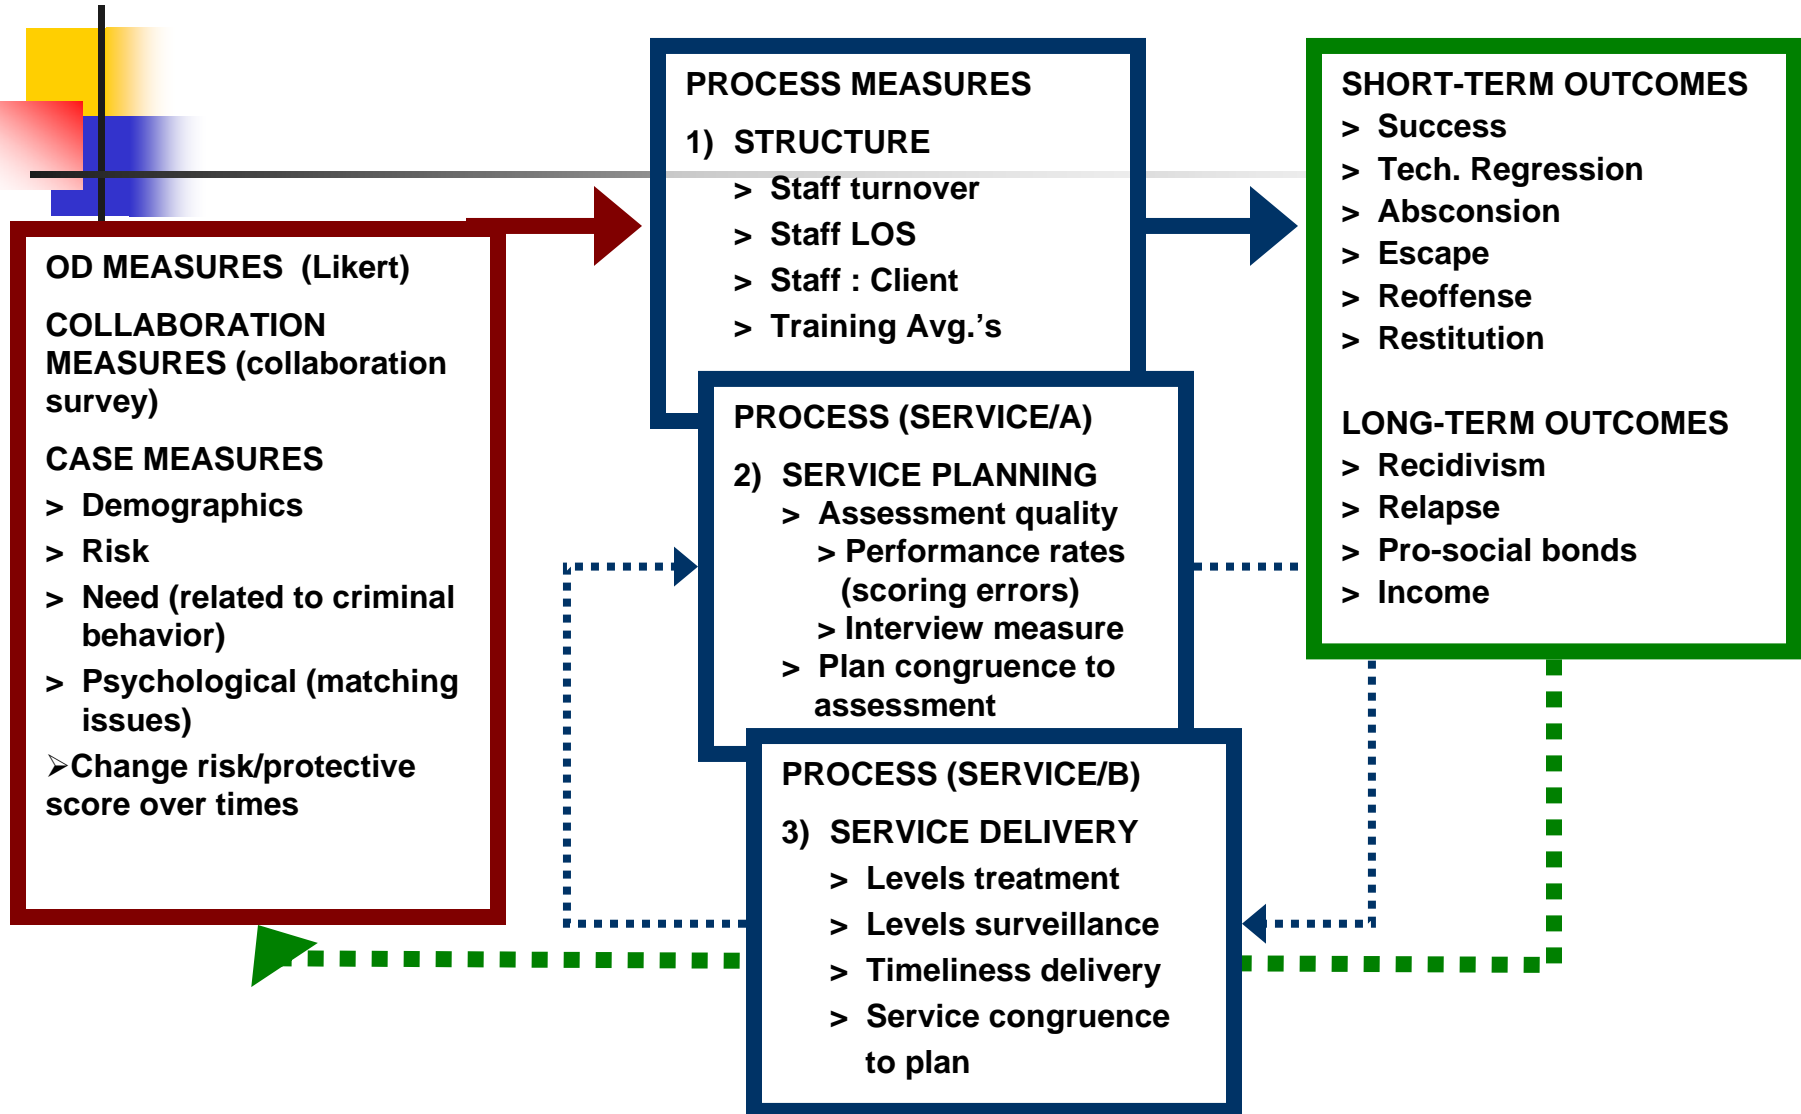 OD MEASURES  (Likert)
COLLABORATION
MEASURES (collaboration
survey)
CASE MEASURES
> Demographics
> Risk
> Need (related to criminal
behavior)
> Psychological (matching
issues)
➢Change risk/protective
score over times
PROCESS MEASURES
1) STRUCTURE
> Staff turnover
> Staff LOS
> Staff : Client
> Training Avg.’s
PROCESS (SERVICE/A)
2) SERVICE PLANNING
> Assessment quality
> Performance rates
(scoring errors)
> Interview measure
> Plan congruence to
assessment
PROCESS (SERVICE/B)
3) SERVICE DELIVERY
> Levels treatment
> Levels surveillance
> Timeliness delivery
> Service congruence
to plan
SHORT-TERM OUTCOMES
> Success
> Tech. Regression
> Absconsion
> Escape
> Reoffense
> Restitution
LONG-TERM OUTCOMES
> Recidivism
> Relapse
> Pro-social bonds
> Income